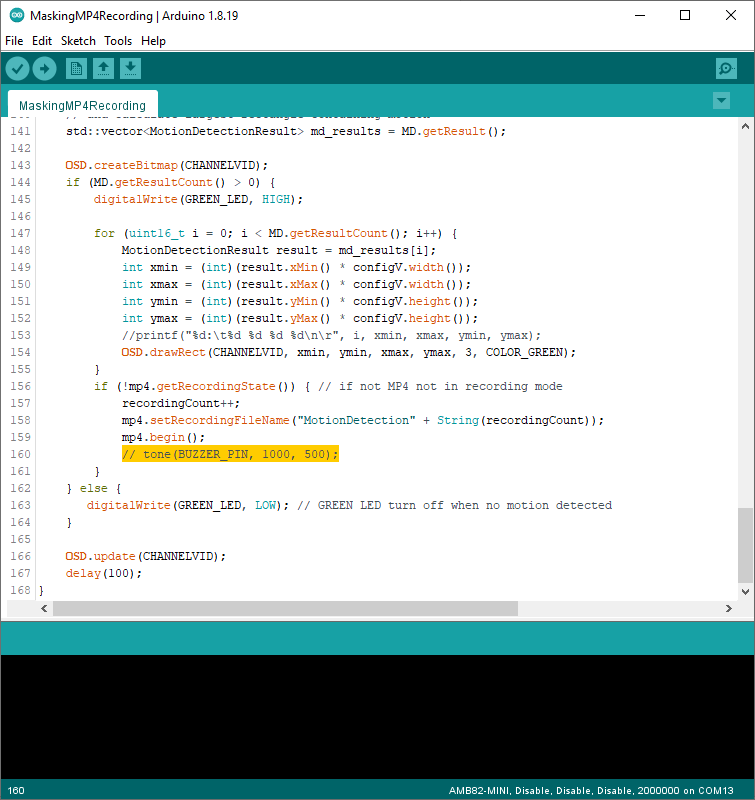 MaskingMP4Recording | Arduino 1.8.19
File Edit Sketch Tools Help
MaskingMP4Recording
141 std::vector<MotionDetectionResult> md_results = MD.getResult();
142
143 OSD.createBitmap(CHANNELVID);
144 if (MD.getResultCount() > 0) {
145 digitalWrite(GREEN_LED, HIGH);
146
147 for (uint16_t i = 0; i < MD.getResultCount(); i++) {
148 MotionDetectionResult result = md_results[i];
149 int xmin = (int)(result.xMin() * configV.width());
150 int xmax = (int)(result.xMax() * configV.width());
151 int ymin = (int)(result.yMin() * configV.height());
152 int ymax = (int)(result.yMax() * configV.height());
153 //printf("%d:\t%d %d %d %d\n\r", i, xmin, xmax, ymin, ymax);
154 OSD.drawRect(CHANNELVID, xmin, ymin, xmax, ymax, 3, COLOR_GREEN);
155 }
156 if (!mp4.getRecordingState()) { // if not MP4 not in recording mode
157 recordingCount++;
158 mp4.setRecordingFileName("MotionDetection" + String(recordingCount));
159 mp4.begin();
160 // tone(BUZZER_PIN, 1000, 500);
161 }
162 } else {
163 digitalWrite(GREEN_LED, LOW); // GREEN LED turn off when no motion detected
164 }
165
166 OSD.update(CHANNELVID);
167 delay(100);
168 }
160 AMB82-MINI, Disable, Disable, Disable, 2000000 on COM13